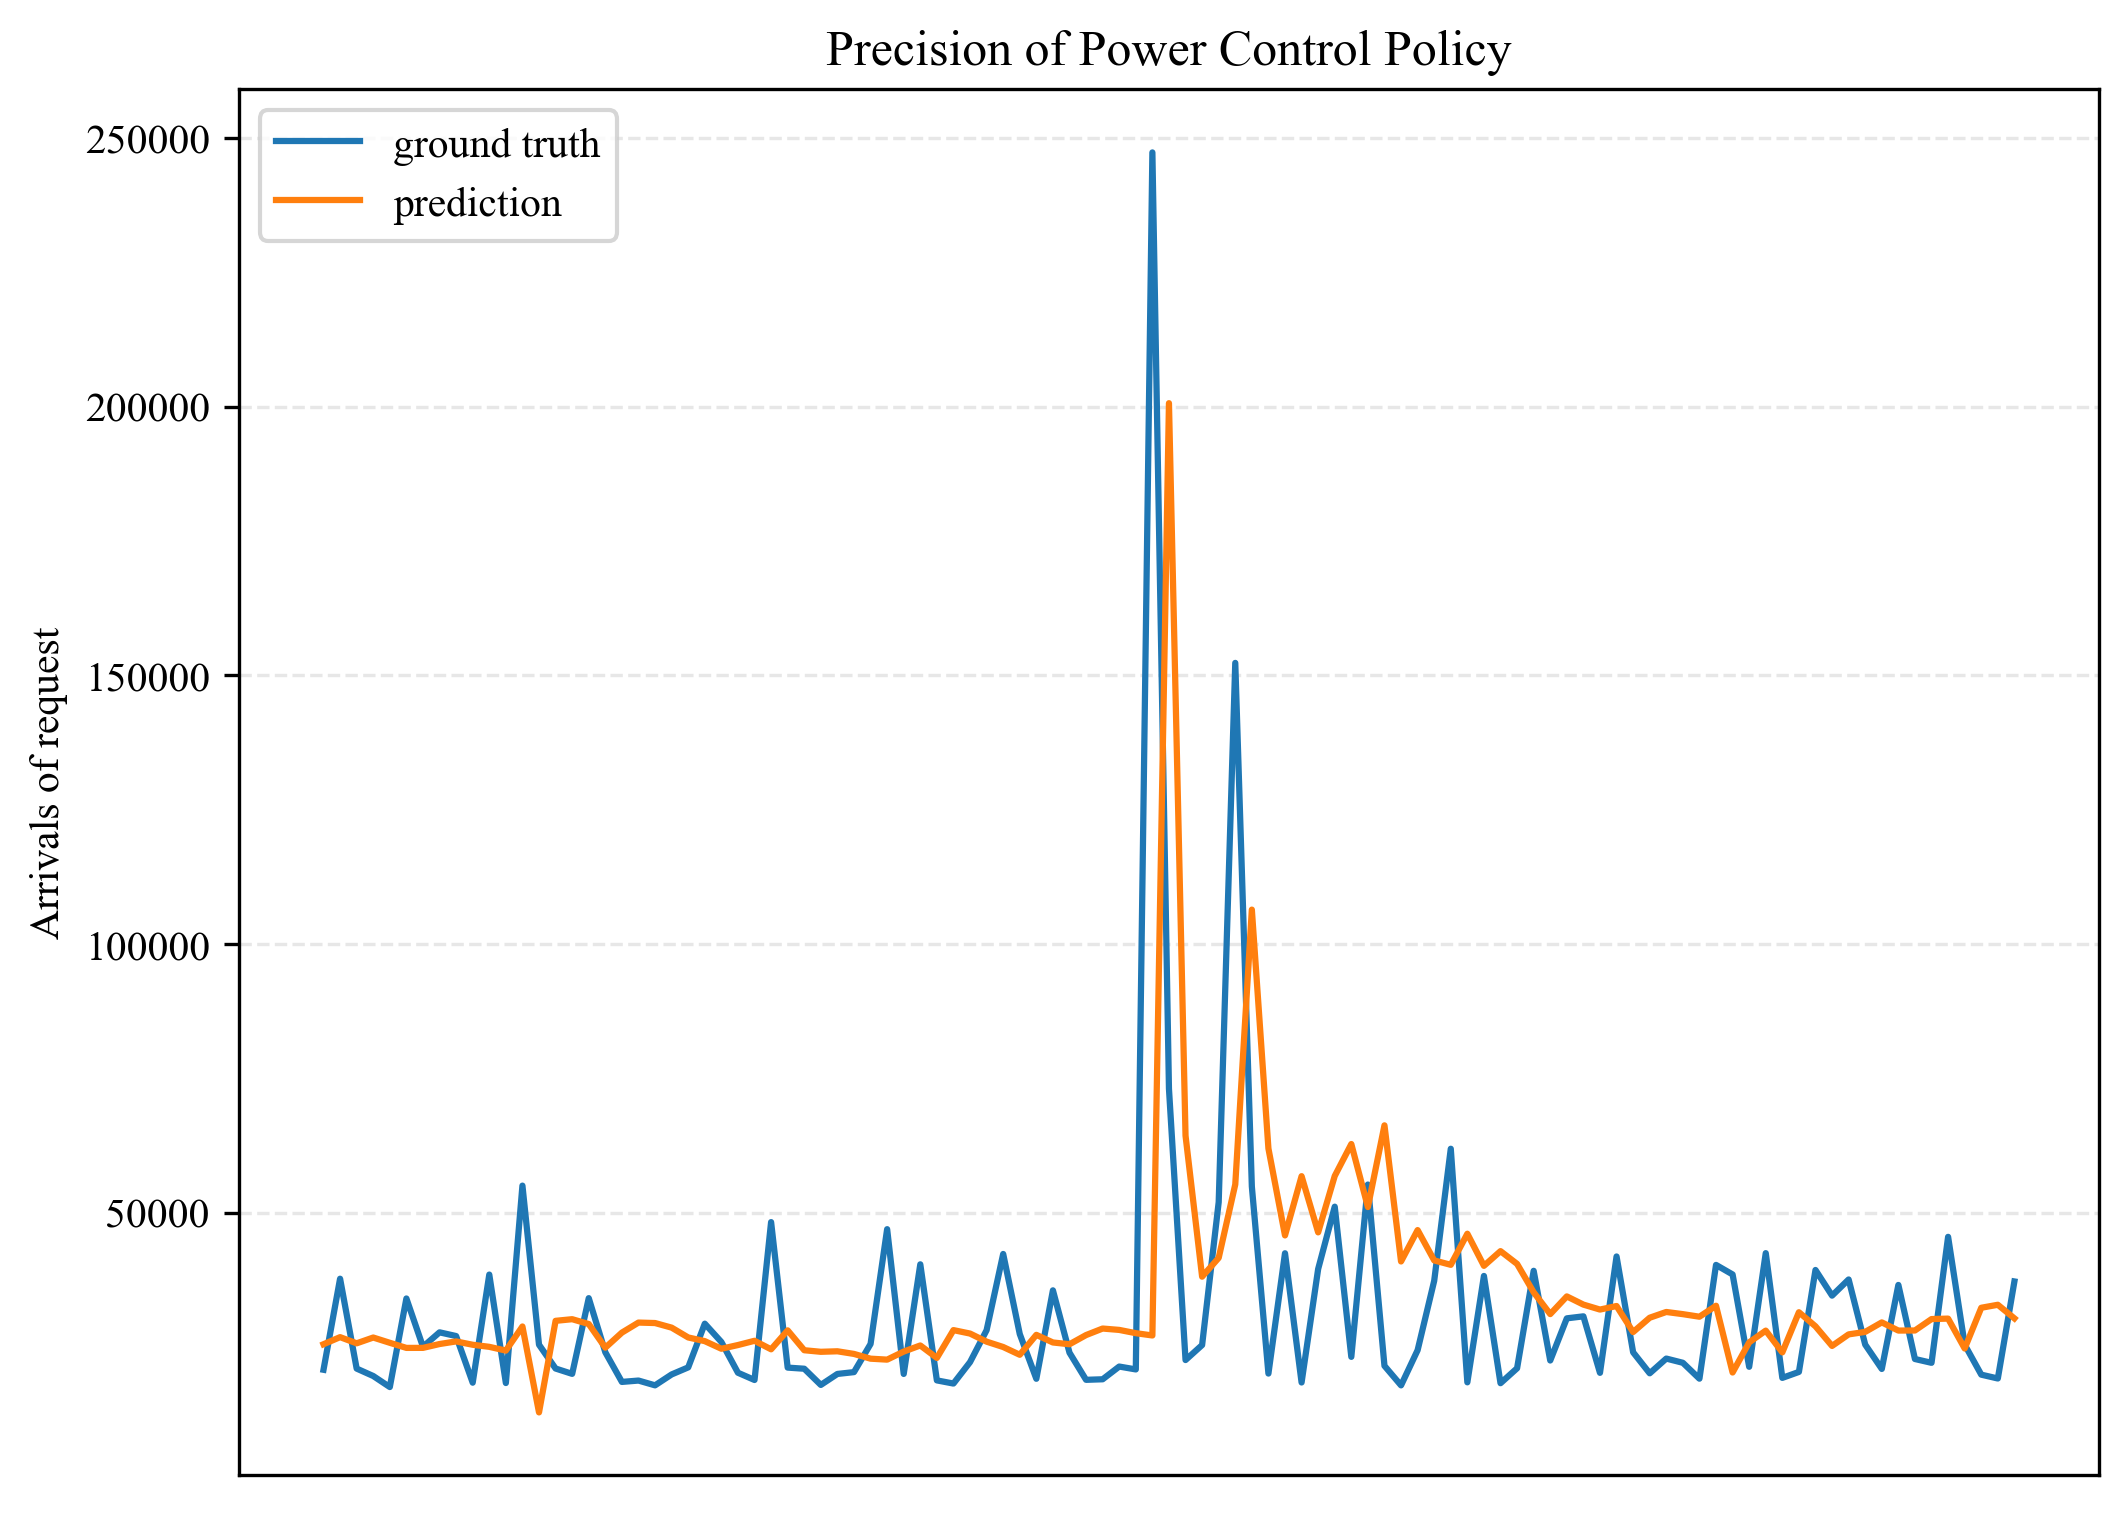 Precision of Power Control Policy
ground truth
prediction
250000
200000
150000
100000
50000
Arrivals of request